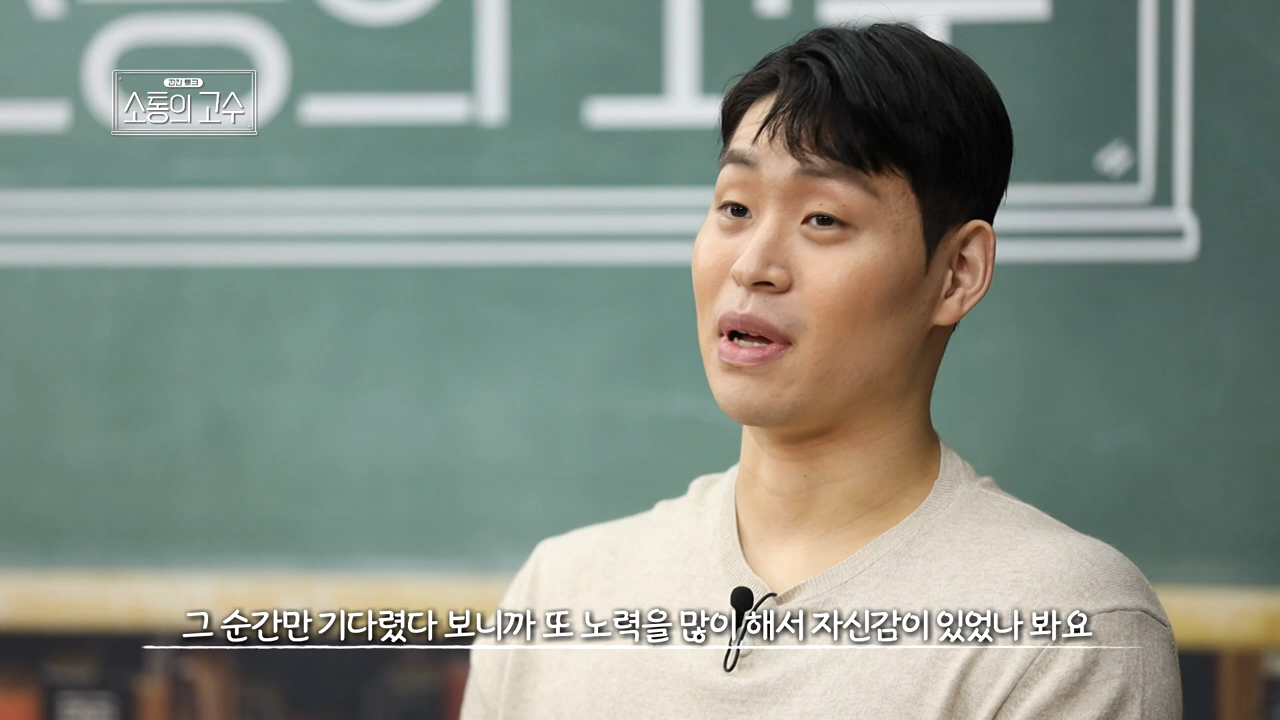 소통의 고수
그 순간만 기다렸다 보니까 또 노력을 많이 해서 자신감이 있었나 봐요